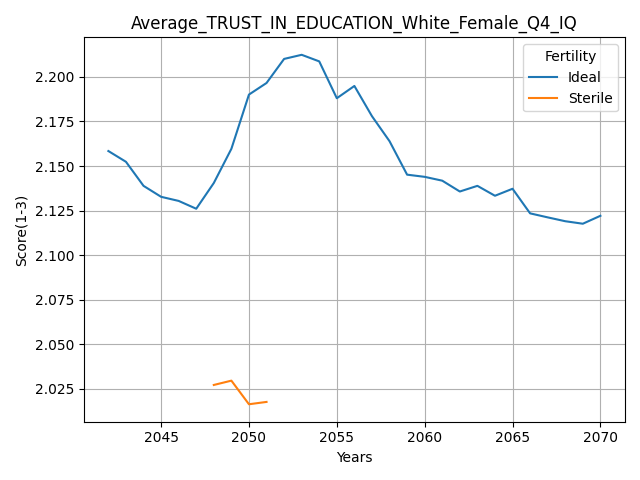 Average_TRUST_IN_EDUCATION_White_Female_Q4_IQ
Fertility
Ideal
Sterile
Score(1-3)
2.200
2.175
2.150
2.125
2.100
2.075
2.050
2.025
2045 2050 2055 2060 2065 2070
Years